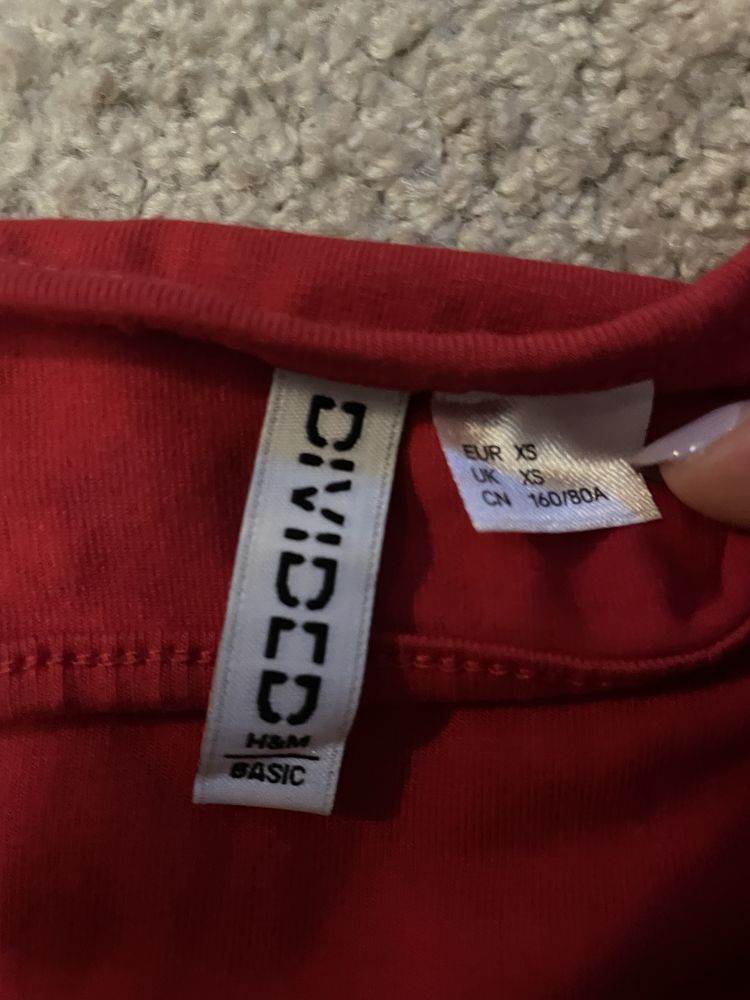 DIVIDED
H&M
BASIC
EUR XS
UK XS
CN 160/80A